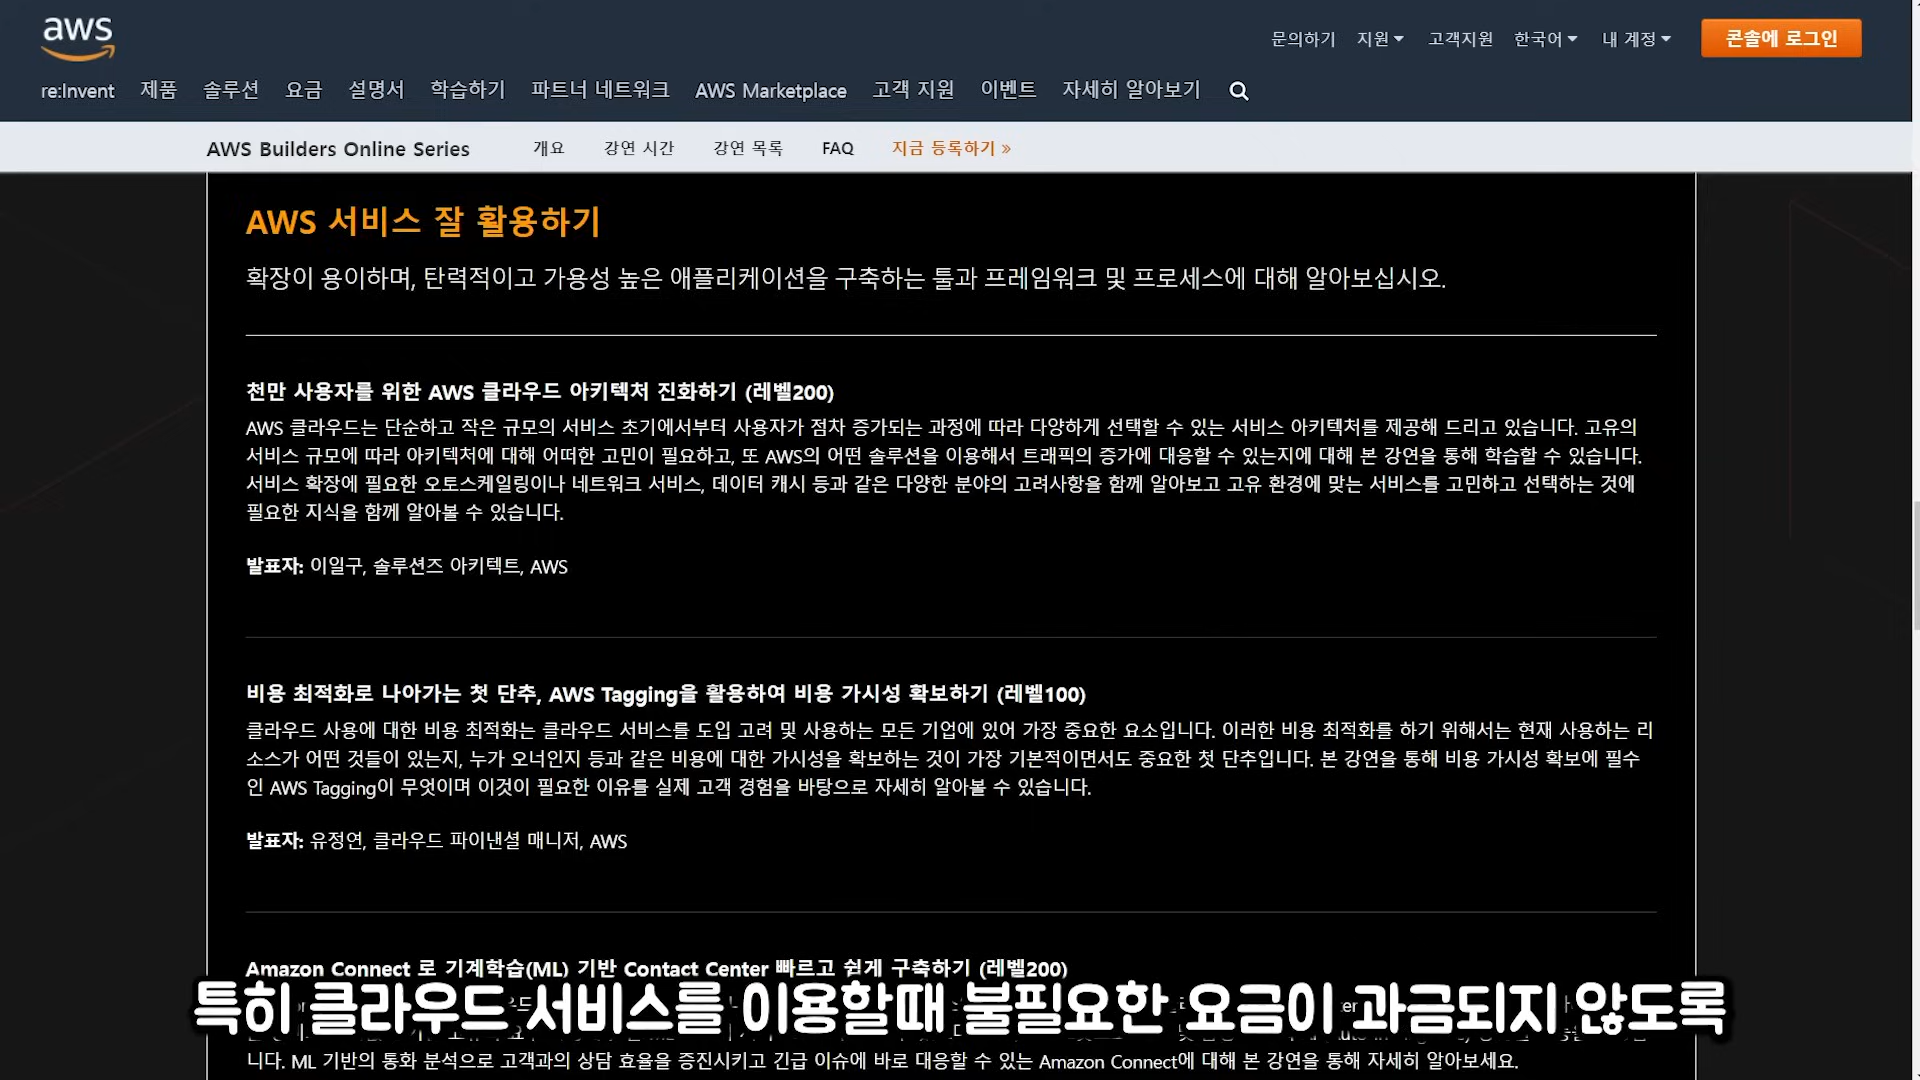 aws
문의하기 지원 고객지원 한국어 내 계정 콘솔에 로그인
re:Invent 제품 솔루션 요금 설명서 학습하기 파트너 네트워크 AWS Marketplace 고객 지원 이벤트 자세히 알아보기
AWS Builders Online Series 개요 강연 시간 강연 목록 FAQ 지금 등록하기 »
AWS 서비스 잘 활용하기
확장이 용이하며, 탄력적이고 가용성 높은 애플리케이션을 구축하는 툴과 프레임워크 및 프로세스에 대해 알아보십시오.
천만 사용자를 위한 AWS 클라우드 아키텍처 진화하기 (레벨200)
AWS 클라우드는 단순하고 작은 규모의 서비스 초기에서부터 사용자가 점차 증가되는 과정에 따라 다양하게 선택할 수 있는 서비스 아키텍처를 제공해 드리고 있습니다. 고유의
서비스 규모에 따라 아키텍처에 대해 어떠한 고민이 필요하고, 또 AWS의 어떤 솔루션을 이용해서 트래픽의 증가에 대응할 수 있는지에 대해 본 강연을 통해 학습할 수 있습니다.
서비스 확장에 필요한 오토스케일링이나 네트워크 서비스, 데이터 캐시 등과 같은 다양한 분야의 고려사항을 함께 알아보고 고유 환경에 맞는 서비스를 고민하고 선택하는 것에
필요한 지식을 함께 알아볼 수 있습니다.
발표자: 이일구, 솔루션즈 아키텍트, AWS
비용 최적화로 나아가는 첫 단추, AWS Tagging을 활용하여 비용 가시성 확보하기 (레벨100)
클라우드 사용에 대한 비용 최적화는 클라우드 서비스를 도입 고려 및 사용하는 모든 기업에 있어 가장 중요한 요소입니다. 이러한 비용 최적화를 하기 위해서는 현재 사용하는 리
소스가 어떤 것들이 있는지, 누가 오너인지 등과 같은 비용에 대한 가시성을 확보하는 것이 가장 기본적이면서도 중요한 첫 단추입니다. 본 강연을 통해 비용 가시성 확보에 필수
인 AWS Tagging이 무엇이며 이것이 필요한 이유를 실제 고객 경험을 바탕으로 자세히 알아볼 수 있습니다.
발표자: 유정연, 클라우드 파이낸셜 매니저, AWS
Amazon Connect 로 기계학습(ML) 기반 Contact Center 빠르고 쉽게 구축하기 (레벨200)
특히 클라우드 서비스를 이용할때 불필요한 요금이 과금되지 않도록
니다. ML 기반의 통화 분석으로 고객과의 상담 효율을 증진시키고 긴급 이슈에 바로 대응할 수 있는 Amazon Connect에 대해 본 강연을 통해 자세히 알아보세요.